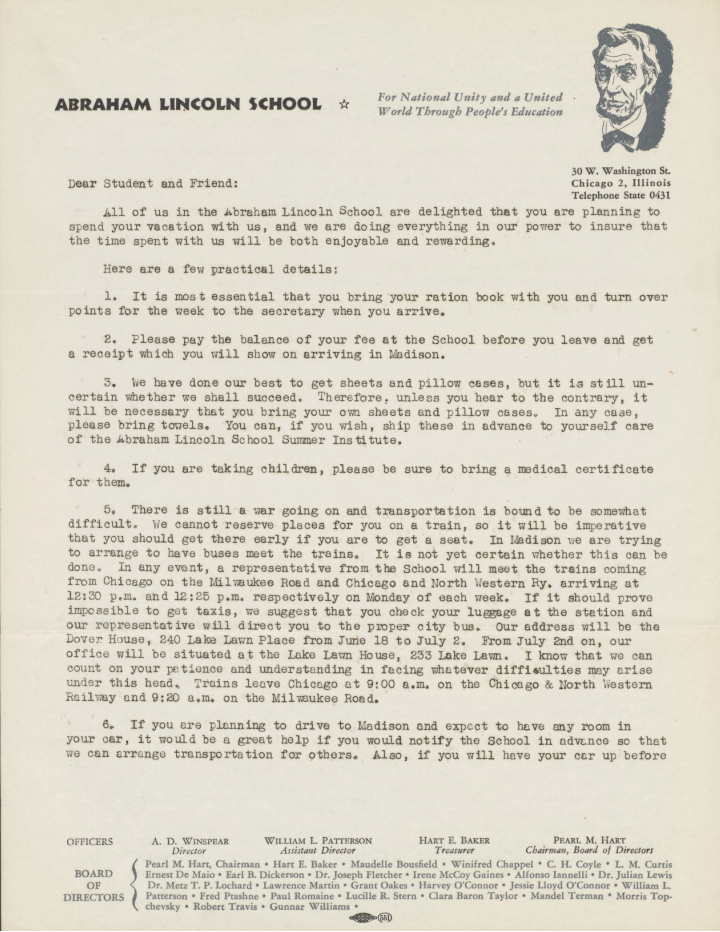 ABRAHAM LINCOLN SCHOOL ☆
For National Unity and a United
World Through People's Education
30 W. Washington St.
Chicago 2, Illinois
Telephone State 0431
Dear Student and Friend:
All of us in the Abraham Lincoln School are delighted that you are planning to
spend your vacation with us, and we are doing everything in our power to insure that
the time spent with us will be both enjoyable and rewarding.
Here are a few practical details:
1. It is most essential that you bring your ration book with you and turn over
points for the week to the secretary when you arrive.
2. Please pay the balance of your fee at the School before you leave and get
a receipt which you will show on arriving in Madison.
3. We have done our best to get sheets and pillow cases, but it is still un-
certain whether we shall succeed. Therefore, unless you hear to the contrary, it
will be necessary that you bring your own sheets and pillow cases. In any case,
please bring towels. You can, if you wish, ship these in advance to yourself care
of the Abraham Lincoln School Summer Institute.
4. If you are taking children, please be sure to bring a medical certificate
for them.
5. There is still a war going on and transportation is bound to be somewhat
difficult. We cannot reserve places for you on a train, so it will be imperative
that you should get there early if you are to get a seat. In Madison we are trying
to arrange to have buses meet the trains. It is not yet certain whether this can be
done. In any event, a representative from the School will meet the trains coming
from Chicago on the Milwaukee Road and Chicago and North Western Ry. arriving at
12:30 p.m. and 12:25 p.m. respectively on Monday of each week. If it should prove
impossible to get taxis, we suggest that you check your luggage at the station and
our representative will direct you to the proper city bus. Our address will be the
Dover House, 240 Lake Lawn Place from June 18 to July 2. From July 2nd on, our
office will be situated at the Lake Lawn House, 233 Lake Lawn. I know that we can
count on your patience and understanding in facing whatever difficulties may arise
under this head. Trains leave Chicago at 9:00 a.m. on the Chicago & North Western
Railway and 9:20 a.m. on the Milwaukee Road.
6. If you are planning to drive to Madison and expect to have any room in
your car, it would be a great help if you would notify the School in advance so that
we can arrange transportation for others. Also, if you will have your car up before
OFFICERS
A. D. WINSPEAR
Director
WILLIAM L. PATTERSON
Assistant Director
HART E. BAKER
Treasurer
PEARL M. HART
Chairman, Board of Directors
BOARD
OF
DIRECTORS
Pearl M. Hart, Chairman • Hart E. Baker • Maudelle Bousfield • Winifred Chappel • C. H. Coyle • L. M. Curtis
Ernest De Maio • Earl B. Dickerson • Dr. Joseph Fletcher • Irene McCoy Gaines • Alfonso Iannelli • Dr. Julian Lewis
Dr. Metz T. P. Lochard • Lawrence Martin • Grant Oakes • Harvey O'Connor • Jessie Lloyd O'Connor • William L.
Patterson • Fred Ptashne • Paul Romaine • Lucille R. Stern • Clara Baron Taylor • Mandel Terman • Morris Top-
chevsky • Robert Travis • Gunnar Williams •